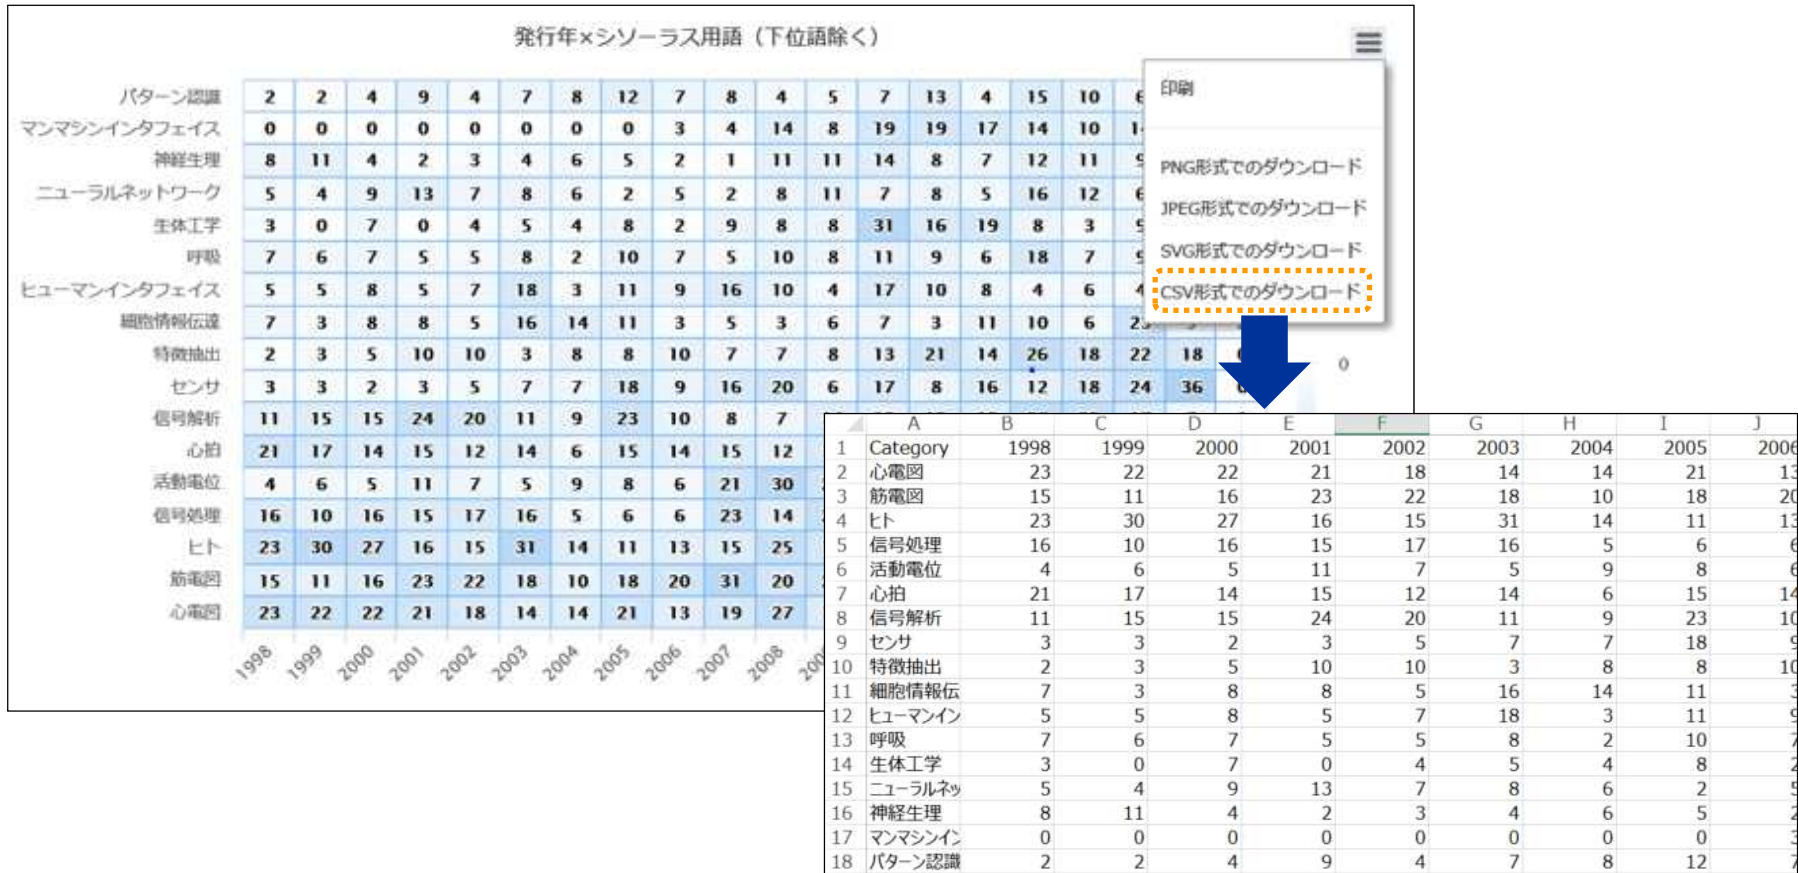 発行年×シソーラス用語（下位語除く）
パターン認識 2 2 4 9 4 7 8 12 7 8 4 5 7 13 4 15 10
マンマシンインタフェイス 0 0 0 0 0 0 0 0 3 4 14 8 19 19 17 14 10
神経生理 8 11 4 2 3 4 6 5 2 1 11 11 14 8 7 12 11
ニューラルネットワーク 5 4 9 13 7 8 6 2 5 2 8 11 7 8 5 16 12
生体工学 3 0 7 0 4 5 4 8 2 9 8 8 31 16 19 8 3
呼吸 7 6 7 5 5 8 2 10 7 5 10 8 11 9 6 18 7
ヒューマンインタフェイス 5 5 8 5 7 18 3 11 9 16 10 4 17 10 8 4 6
細胞情報伝達 7 3 8 8 5 16 14 11 3 5 3 6 7 3 11 10 6
特徴抽出 2 3 5 10 10 3 8 8 10 7 7 8 13 21 14 26 18 22 18
センサ 3 3 2 3 5 7 7 18 9 16 20 6 17 8 16 12 18 24 36
信号解析 11 15 15 24 20 11 9 23 10 8 7
心拍 21 17 14 15 12 14 6 15 14 15 12
活動電位 4 6 5 11 7 5 9 8 6 21 30
信号処理 16 10 16 15 17 16 5 6 6 23 14
ヒト 23 30 27 16 15 31 14 11 13 15 25
筋電図 15 11 16 23 22 18 10 18 20 31 20
心電図 23 22 22 21 18 14 14 21 13 19 27
1998 1999 2000 2001 2002 2003 2004 2005 2006 2007 2008
印刷
PNG形式でのダウンロード
JPEG形式でのダウンロード
SVG形式でのダウンロード
CSV形式でのダウンロード
0
A B C D E F G H I J
1 Category 1998 1999 2000 2001 2002 2003 2004 2005 2006
2 心電図 23 22 22 21 18 14 14 21 13
3 筋電図 15 11 16 23 22 18 10 18 20
4 ヒト 23 30 27 16 15 31 14 11 13
5 信号処理 16 10 16 15 17 16 5 6 6
6 活動電位 4 6 5 11 7 5 9 8 6
7 心拍 21 17 14 15 12 14 6 15 14
8 信号解析 11 15 15 24 20 11 9 23 10
9 センサ 3 3 2 3 5 7 7 18 9
10 特徴抽出 2 3 5 10 10 3 8 8 10
11 細胞情報伝 7 3 8 8 5 16 14 11 3
12 ヒューマンイン 5 5 8 5 7 18 3 11 9
13 呼吸 7 6 7 5 5 8 2 10 7
14 生体工学 3 0 7 0 4 5 4 8 2
15 ニューラルネッ 5 4 9 13 7 8 6 2 5
16 神経生理 8 11 4 2 3 4 6 5 2
17 マンマシンイン 0 0 0 0 0 0 0 0 3
18 パターン認識 2 2 4 9 4 7 8 12 7